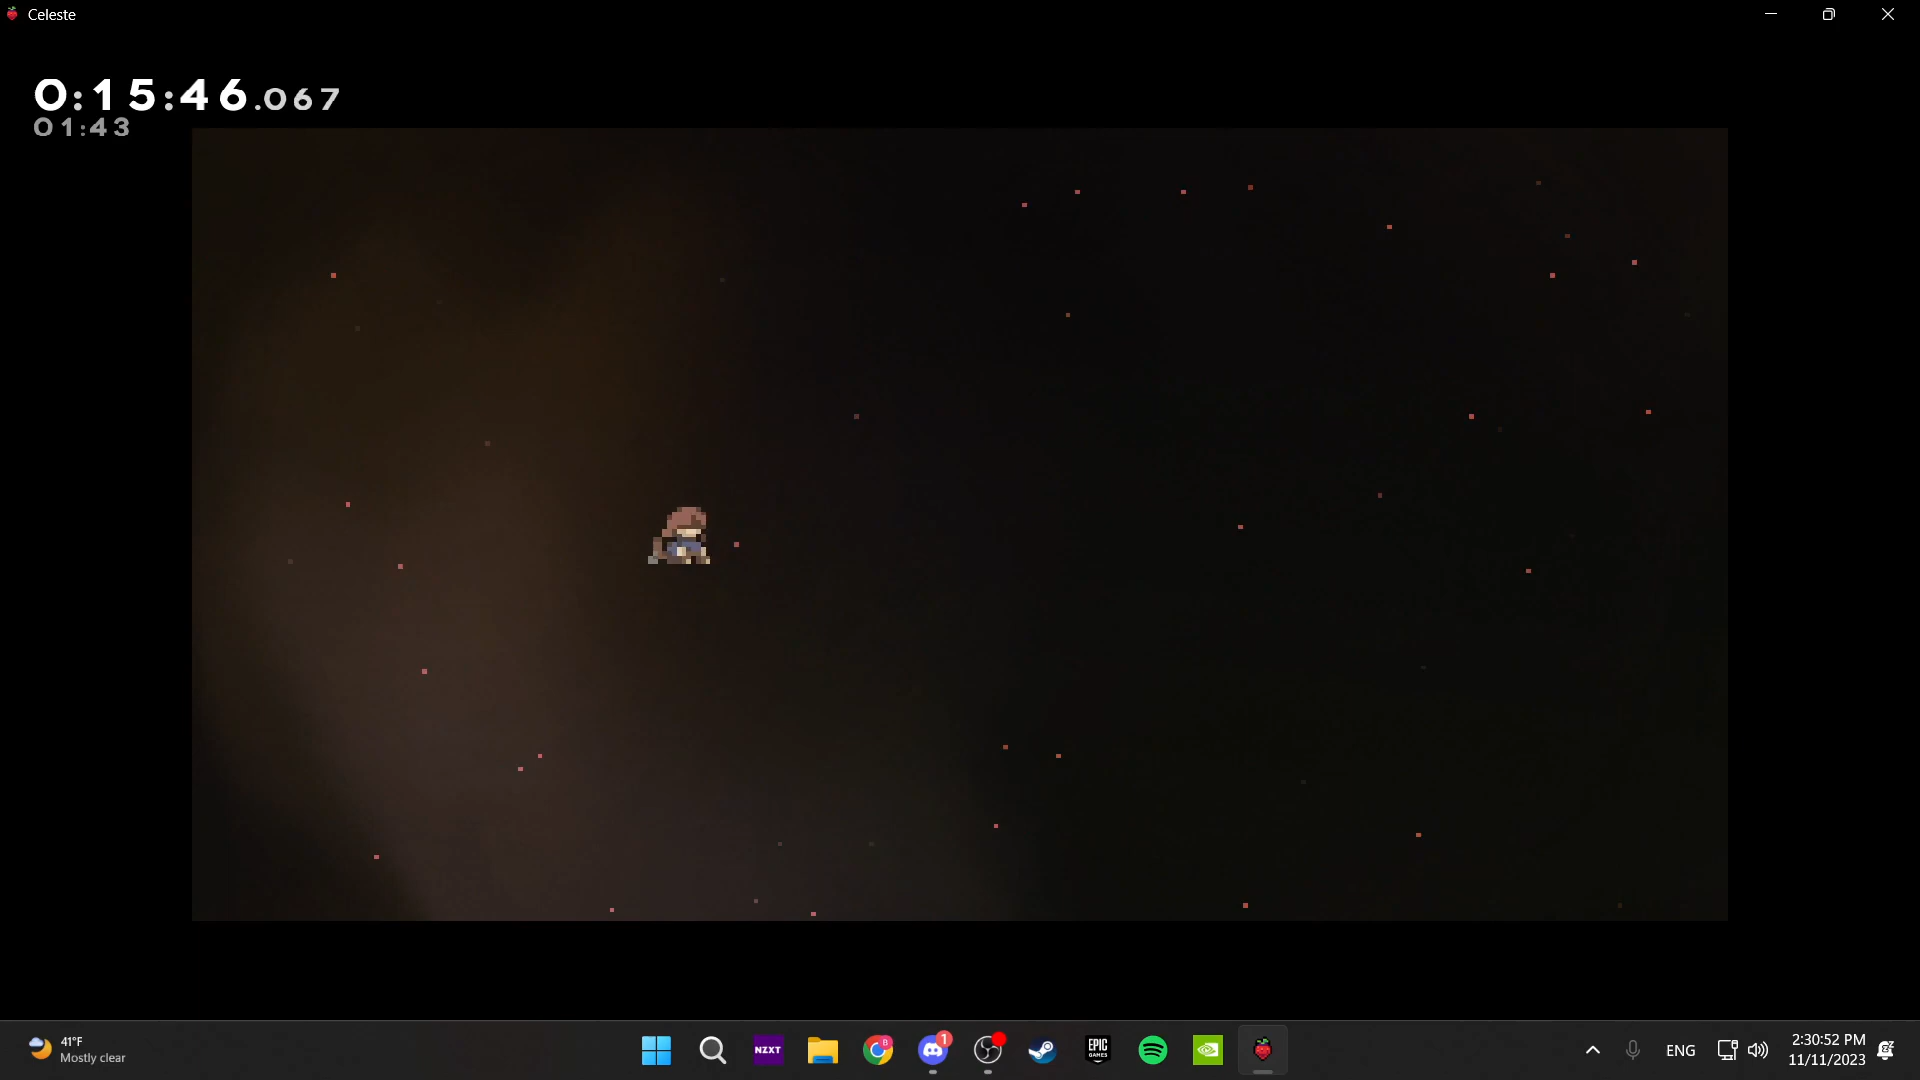 Celeste
0:15:46.067
01:43
41°F
Mostly clear
NZXT
B
1
EPIC
GAMES
ENG
2:30:52 PM
11/11/2023